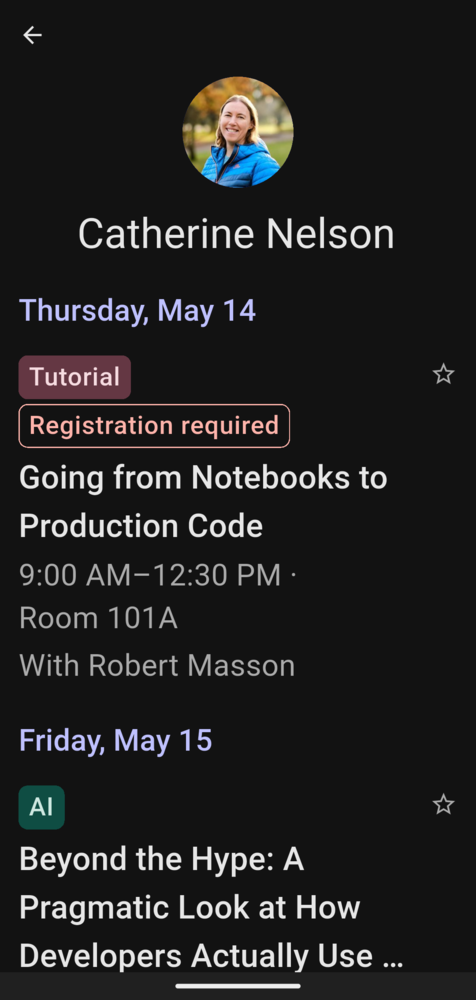 Catherine Nelson
Thursday, May 14
Tutorial
Registration required
Going from Notebooks to
Production Code
9:00 AM–12:30 PM ·
Room 101A
With Robert Masson
Friday, May 15
AI
Beyond the Hype: A
Pragmatic Look at How
Developers Actually Use ...